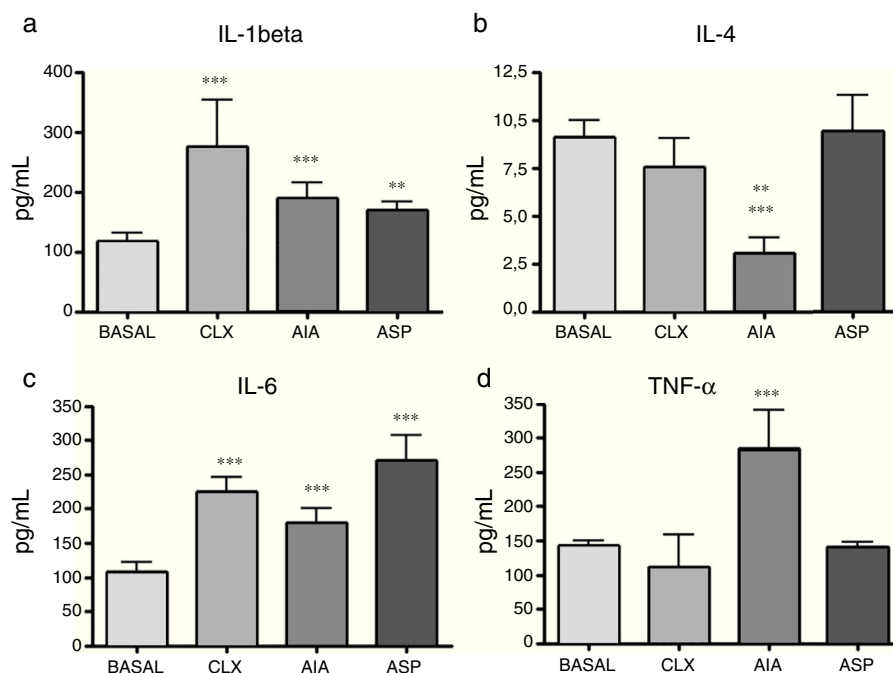 a
IL-1beta
400
300
200
100
0
pg/mL
***
***
**
BASAL CLX AIA ASP
b
IL-4
12,5
10,5
7,5
5,0
2,5
0,0
pg/mL
**
***
BASAL CLX AIA ASP
c
IL-6
350
300
250
200
150
100
50
0
pg/mL
***
***
***
BASAL CLX AIA ASP
d
TNF-α
350
300
250
200
150
100
50
0
pg/mL
***
BASAL CLX AIA ASP